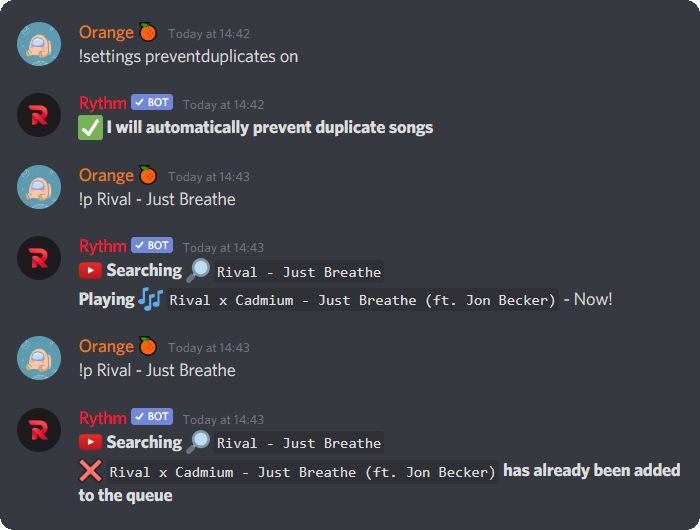 Orange 🍊 Today at 14:42
!settings preventduplicates on
Rythm ✓ BOT Today at 14:42
✅ I will automatically prevent duplicate songs
Orange 🍊 Today at 14:43
!p Rival - Just Breathe
Rythm ✓ BOT Today at 14:43
Searching 🔎 Rival - Just Breathe
Playing 🎶 Rival x Cadmium - Just Breathe (ft. Jon Becker) - Now!
Orange 🍊 Today at 14:43
!p Rival - Just Breathe
Rythm ✓ BOT Today at 14:43
Searching 🔎 Rival - Just Breathe
❌ Rival x Cadmium - Just Breathe (ft. Jon Becker) has already been added
to the queue